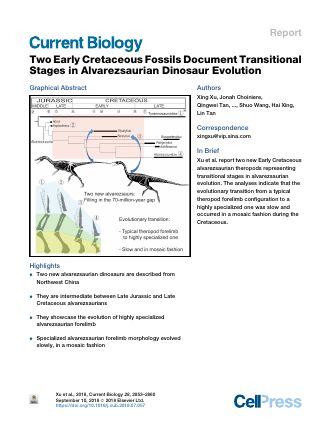 Report
Current Biology
Two Early Cretaceous Fossils Document Transitional
Stages in Alvarezsaurian Dinosaur Evolution
Graphical Abstract
JURASSIC CRETACEOUS
MIDDLE LATE EARLY LATE
Two new alvarezsaurs:
Filling in the 70-million-year gap
Evolutionary transition:
- Typical theropod forelimb
to highly specialized one
- Slow and in mosaic fashion
Authors
Xing Xu, Jonah Choiniere,
Qingwei Tan, ..., Shuo Wang, Hai Xing,
Lin Tan
Correspondence
xingxu@vip.sina.com
In Brief
Xu et al. report two new Early Cretaceous
alvarezsaurian theropods representing
transitional stages in alvarezsaurian
evolution. The analyses indicate that the
evolutionary transition from a typical
theropod forelimb configuration to a
highly specialized one was slow and
occurred in a mosaic fashion during the
Cretaceous.
Highlights
Two new alvarezsaurian dinosaurs are described from
Northwest China
They are intermediate between Late Jurassic and Late
Cretaceous alvarezsaurians
They showcase the evolution of highly specialized
alvarezsaurian forelimb
Specialized alvarezsaurian forelimb morphology evolved
slowly, in a mosaic fashion
Xu et al., 2018, Current Biology 28, 2853–2860
September 10, 2018 © 2018 Elsevier Ltd.
https://doi.org/10.1016/j.cub.2018.07.057
CellPress